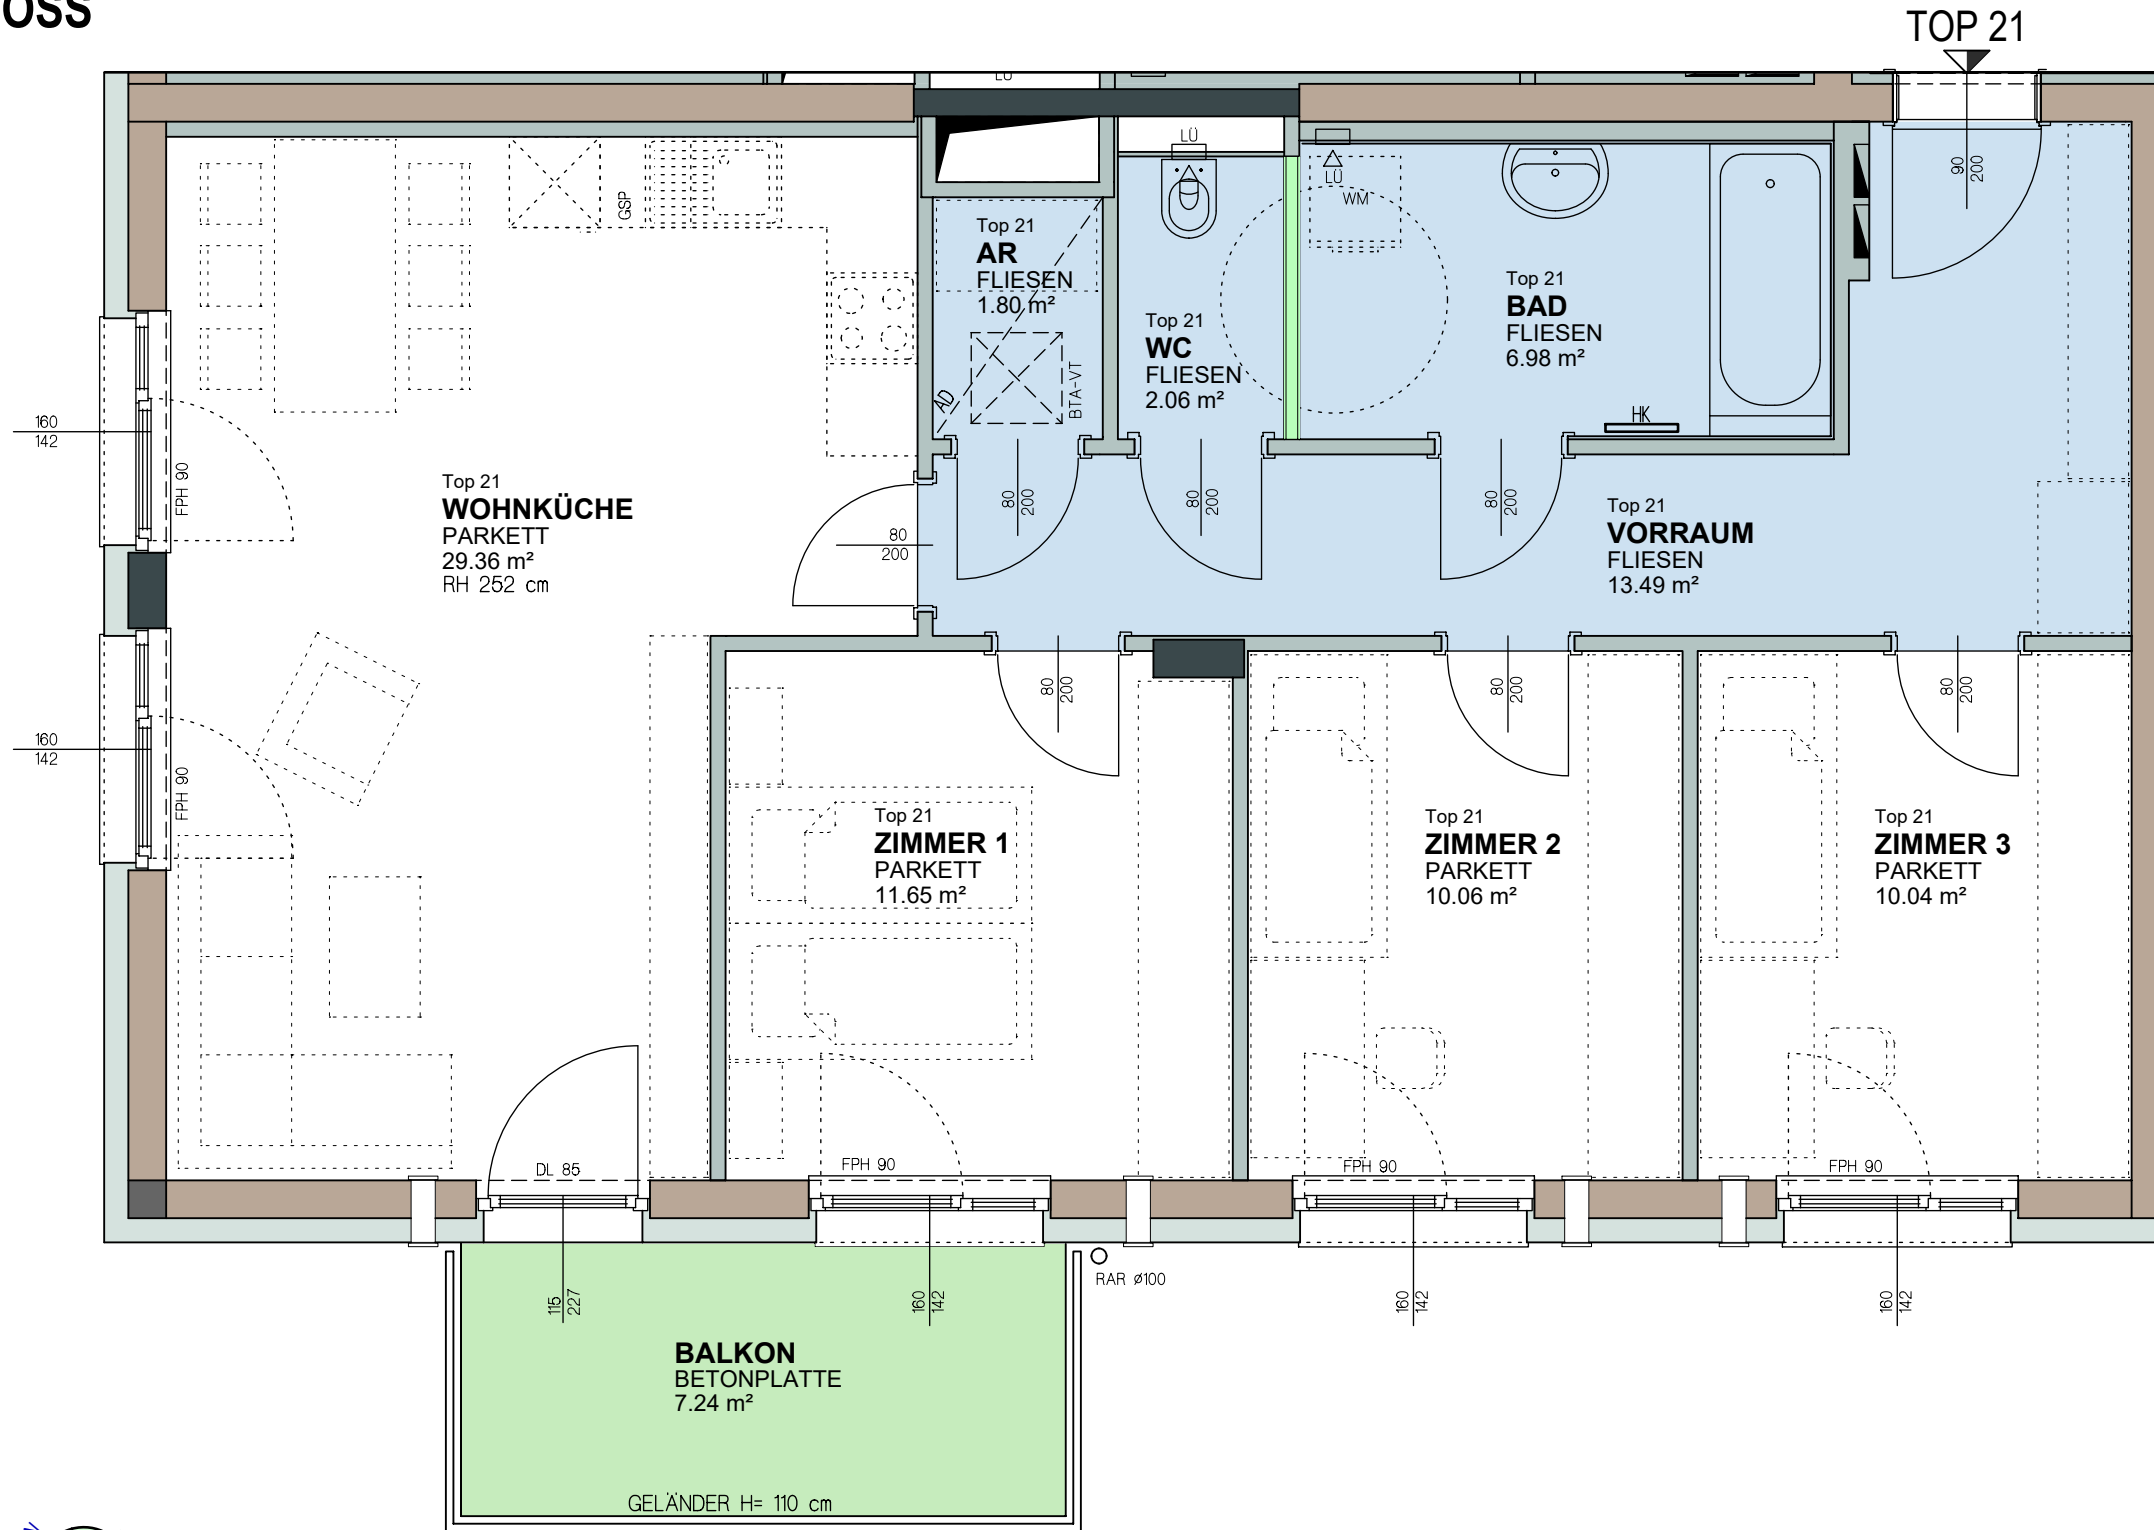 OSS
TOP 21
LÜ
LÜ
LÜ
WM
GSP
90
200
Top 21
AR
FLIESEN
1.80 m²
AD
BTA-VT
Top 21
WC
FLIESEN
2.06 m²
Top 21
BAD
FLIESEN
6.98 m²
HK
160
142
FPH 90
Top 21
WOHNKÜCHE
PARKETT
29.36 m²
RH 252 cm
80
200
80
200
80
200
80
200
Top 21
VORRAUM
FLIESEN
13.49 m²
80
200
80
200
80
200
160
142
FPH 90
Top 21
ZIMMER 1
PARKETT
11.65 m²
Top 21
ZIMMER 2
PARKETT
10.06 m²
Top 21
ZIMMER 3
PARKETT
10.04 m²
DL 85
FPH 90
FPH 90
FPH 90
115
227
160
142
160
142
160
142
RAR Ø100
BALKON
BETONPLATTE
7.24 m²
GELÄNDER H= 110 cm